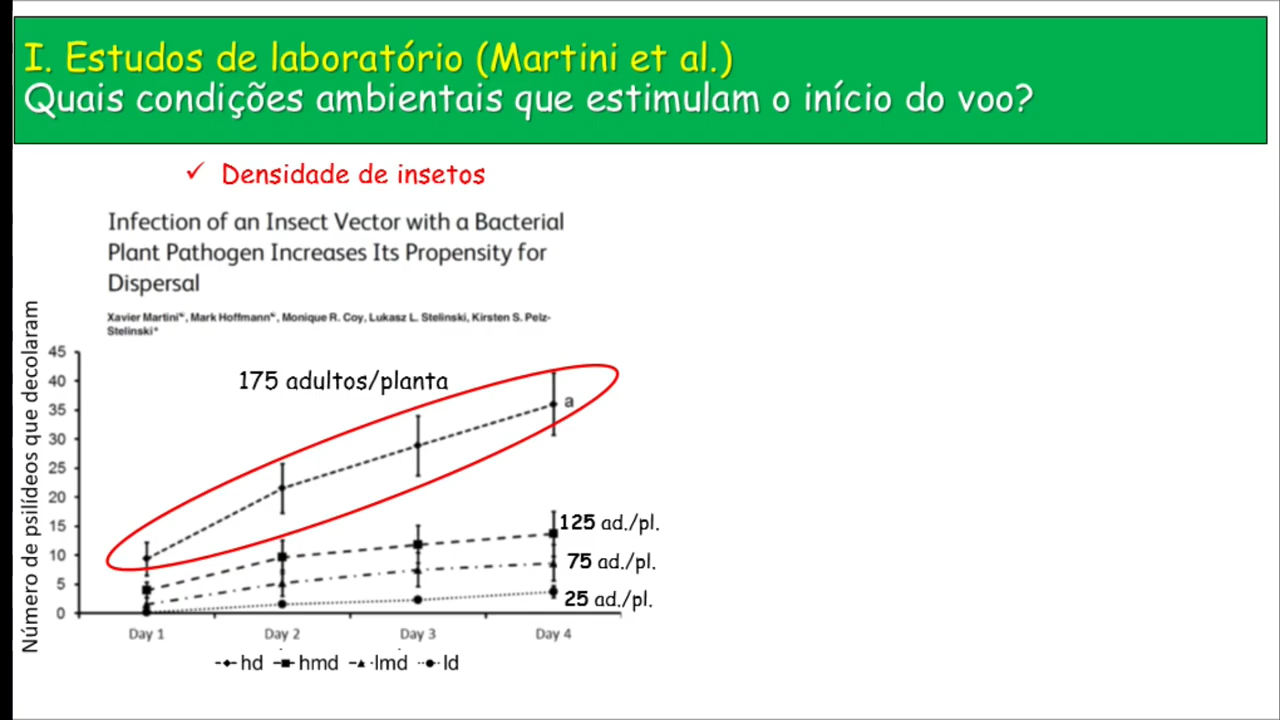 I. Estudos de laboratório (Martini et al.)
Quais condições ambientais que estimulam o início do voo?
✓ Densidade de insetos
Infection of an Insect Vector with a Bacterial
Plant Pathogen Increases Its Propensity for
Dispersal
Xavier Martini, Mark Hoffmann, Monique R. Coy, Lukasz L. Stelinski, Kirsten S. Pelz-
Stelinski*
Número de psilídeos que decolaram
45
40
35
30
25
20
15
10
5
0
175 adultos/planta
a
125 ad./pl.
75 ad./pl.
25 ad./pl.
Day 1 Day 2 Day 3 Day 4
hd hmd lmd ld